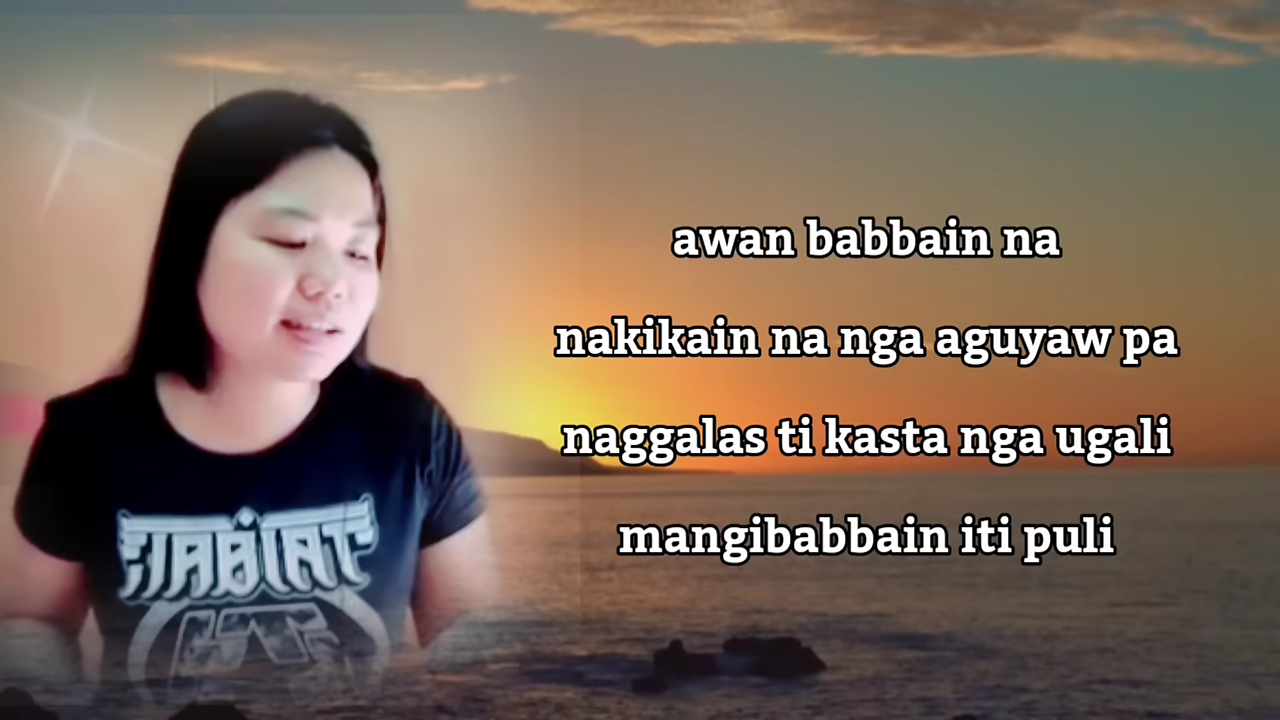 awan babbain na
nakikain na nga aguyaw pa
naggalas ti kasta nga ugali
mangibabbain iti puli